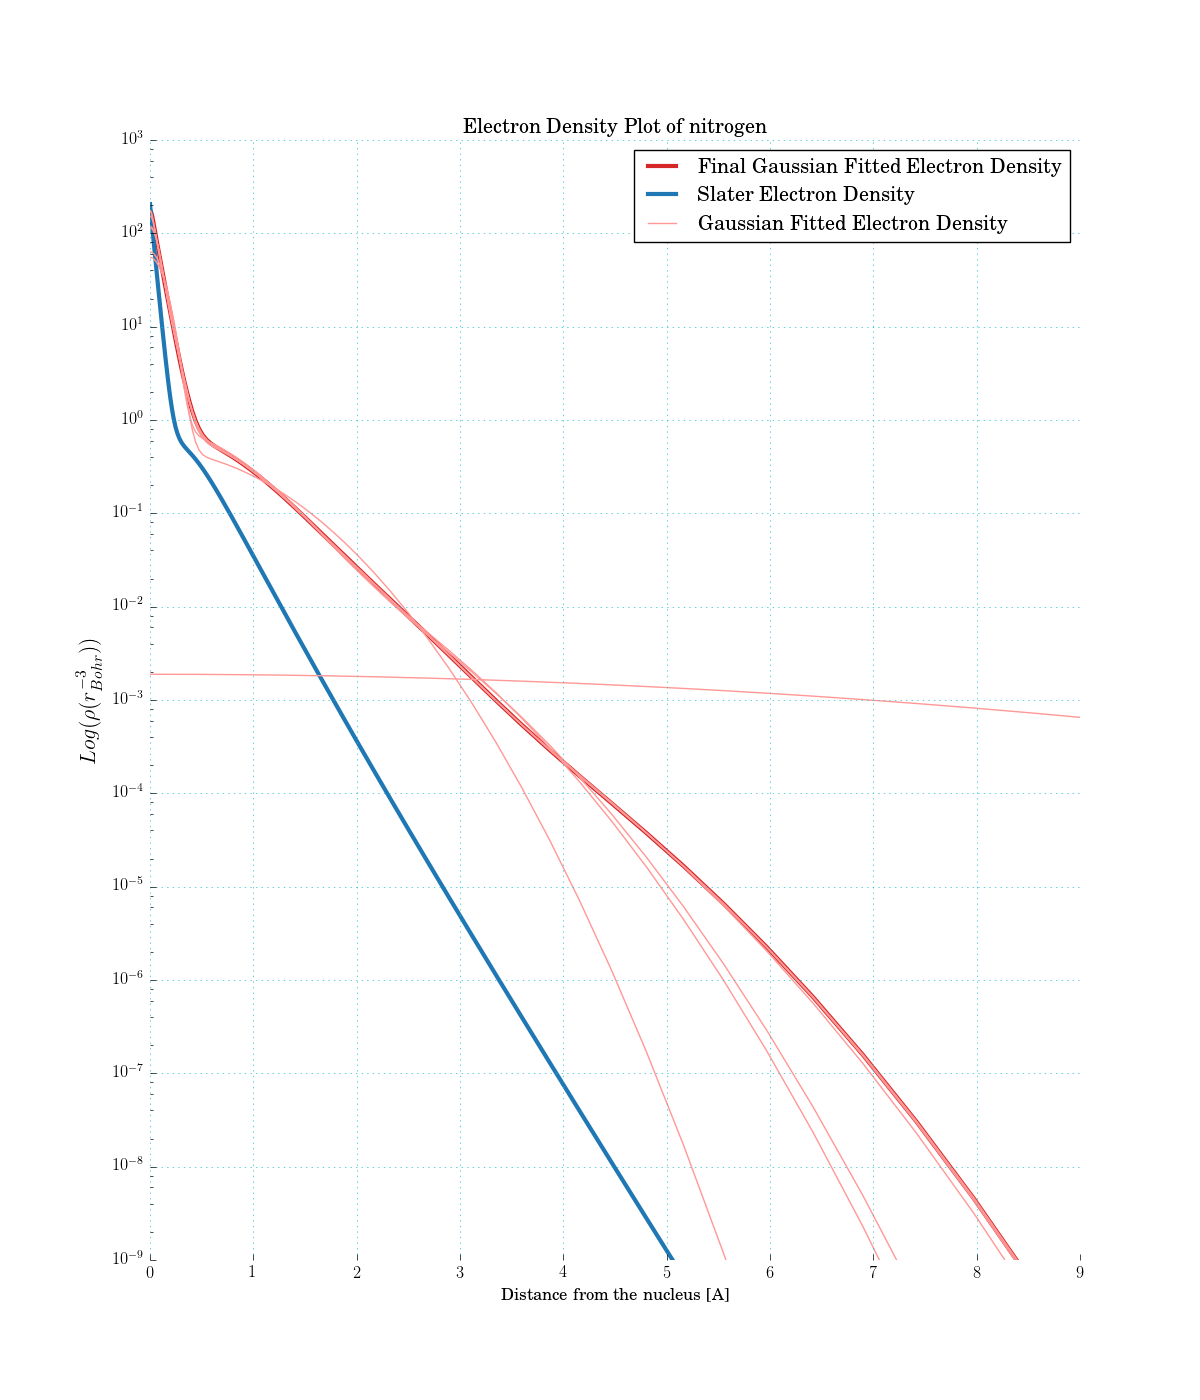 Electron Density Plot of nitrogen
10^3
Final Gaussian Fitted Electron Density
Slater Electron Density
Gaussian Fitted Electron Density
10^2
10^1
10^0
10^-1
10^-2
Log(ρ(r_Bohr^-3))
10^-3
10^-4
10^-5
10^-6
10^-7
10^-8
10^-9
0 1 2 3 4 5 6 7 8 9
Distance from the nucleus [A]